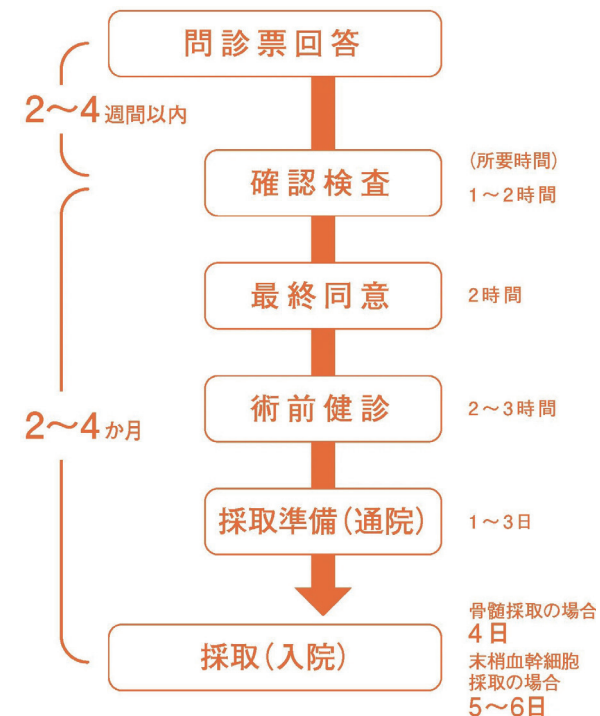 問診票回答
2〜4週間以内
確認検査
(所要時間)
1〜2時間
最終同意
2時間
術前健診
2〜3時間
2〜4か月
採取準備(通院)
1〜3日
採取(入院)
骨髄採取の場合
4日
末梢血幹細胞
採取の場合
5〜6日